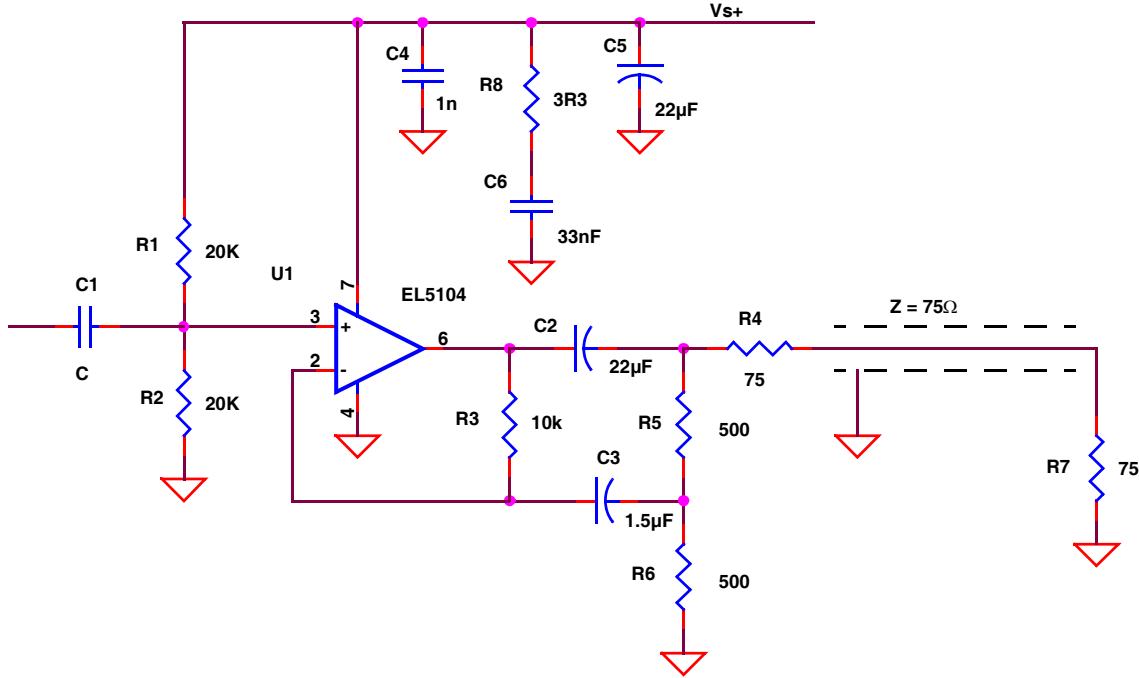 Vs+
C4
1n
R8
3R3
C5
22µF
C6
33nF
R1
20K
U1
7
EL5104
C1
C
3
+
2
-
6
4
R2
20K
C2
22µF
R4
75
Z = 75Ω
R3
10k
R5
500
C3
1.5µF
R7
75
R6
500